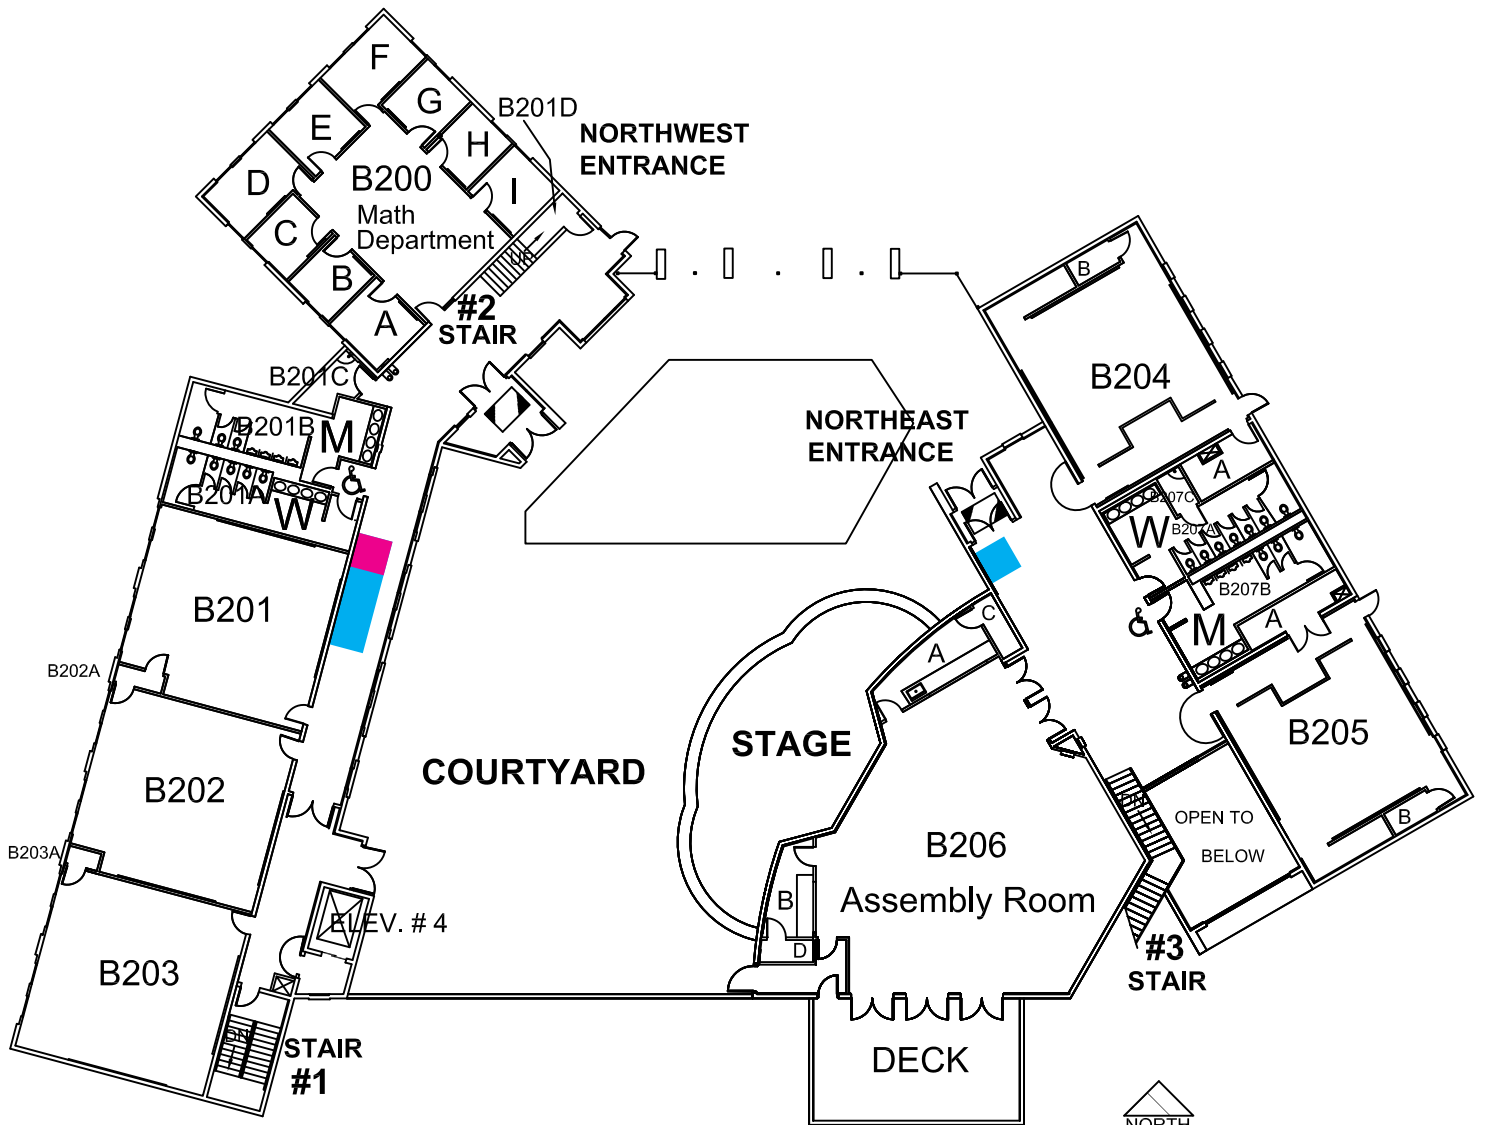 F
G
B201D
NORTHWEST
ENTRANCE
E
H
D
B200
I
Math
Department
C
UP
B
B
#2
STAIR
A
B201C
B204
NORTHEAST
ENTRANCE
B201B
M
A
B201A
W
B207C
W
B207A
B207B
B201
C
M
A
A
B202A
STAGE
B205
COURTYARD
B202
DN
OPEN TO
BELOW
B
B206
B203A
Assembly Room
B
ELEV. # 4
D
#3
STAIR
B203
DN
STAIR
#1
DECK
NORTH